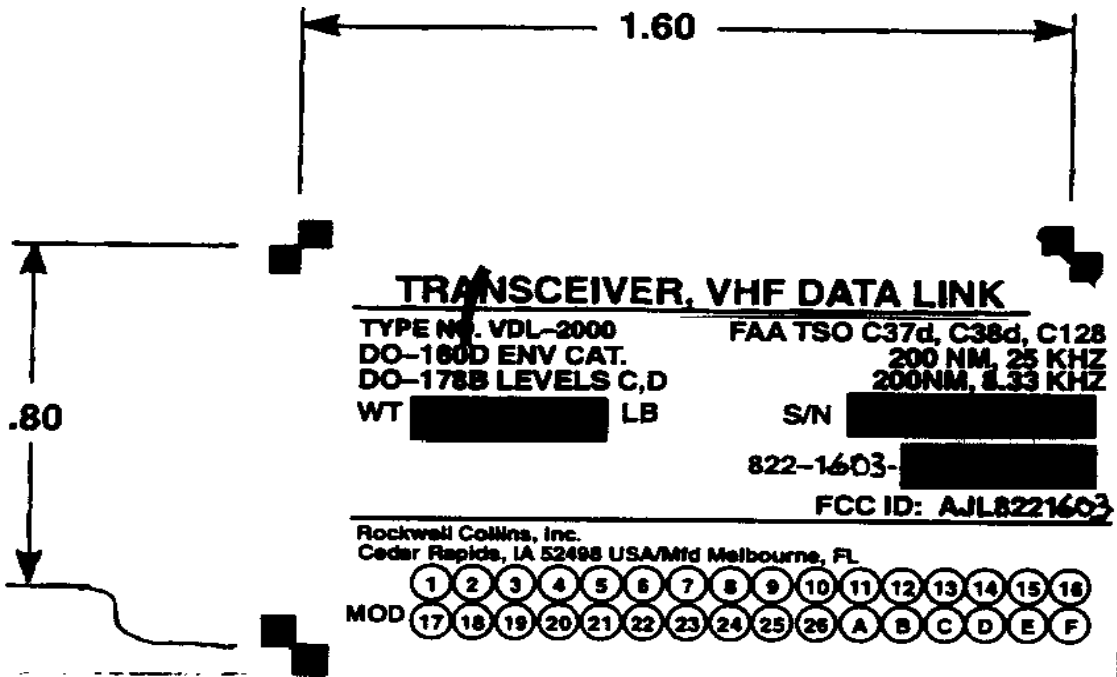 1.60
.80
TRANSCEIVER, VHF DATA LINK
TYPE NO. VDL-2000 FAA TSO C37d, C38d, C128
DO-160D ENV CAT. 200 NM, 25 KHZ
DO-178B LEVELS C,D 200NM, 8.33 KHZ
WT LB S/N
822-1603-
FCC ID: AJL8221603
Rockwell Collins, Inc.
Cedar Rapids, IA 52498 USA/Mfd Melbourne, FL
1 2 3 4 5 6 7 8 9 10 11 12 13 14 15 16
MOD 17 18 19 20 21 22 23 24 25 26 A B C D E F